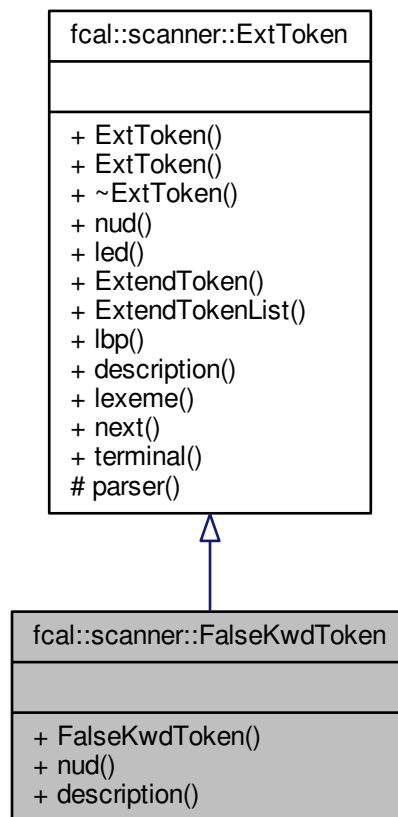 fcal::scanner::ExtToken
+ ExtToken()
+ ExtToken()
+ ~ExtToken()
+ nud()
+ led()
+ ExtendToken()
+ ExtendTokenList()
+ lbp()
+ description()
+ lexeme()
+ next()
+ terminal()
# parser()
fcal::scanner::FalseKwdToken
+ FalseKwdToken()
+ nud()
+ description()